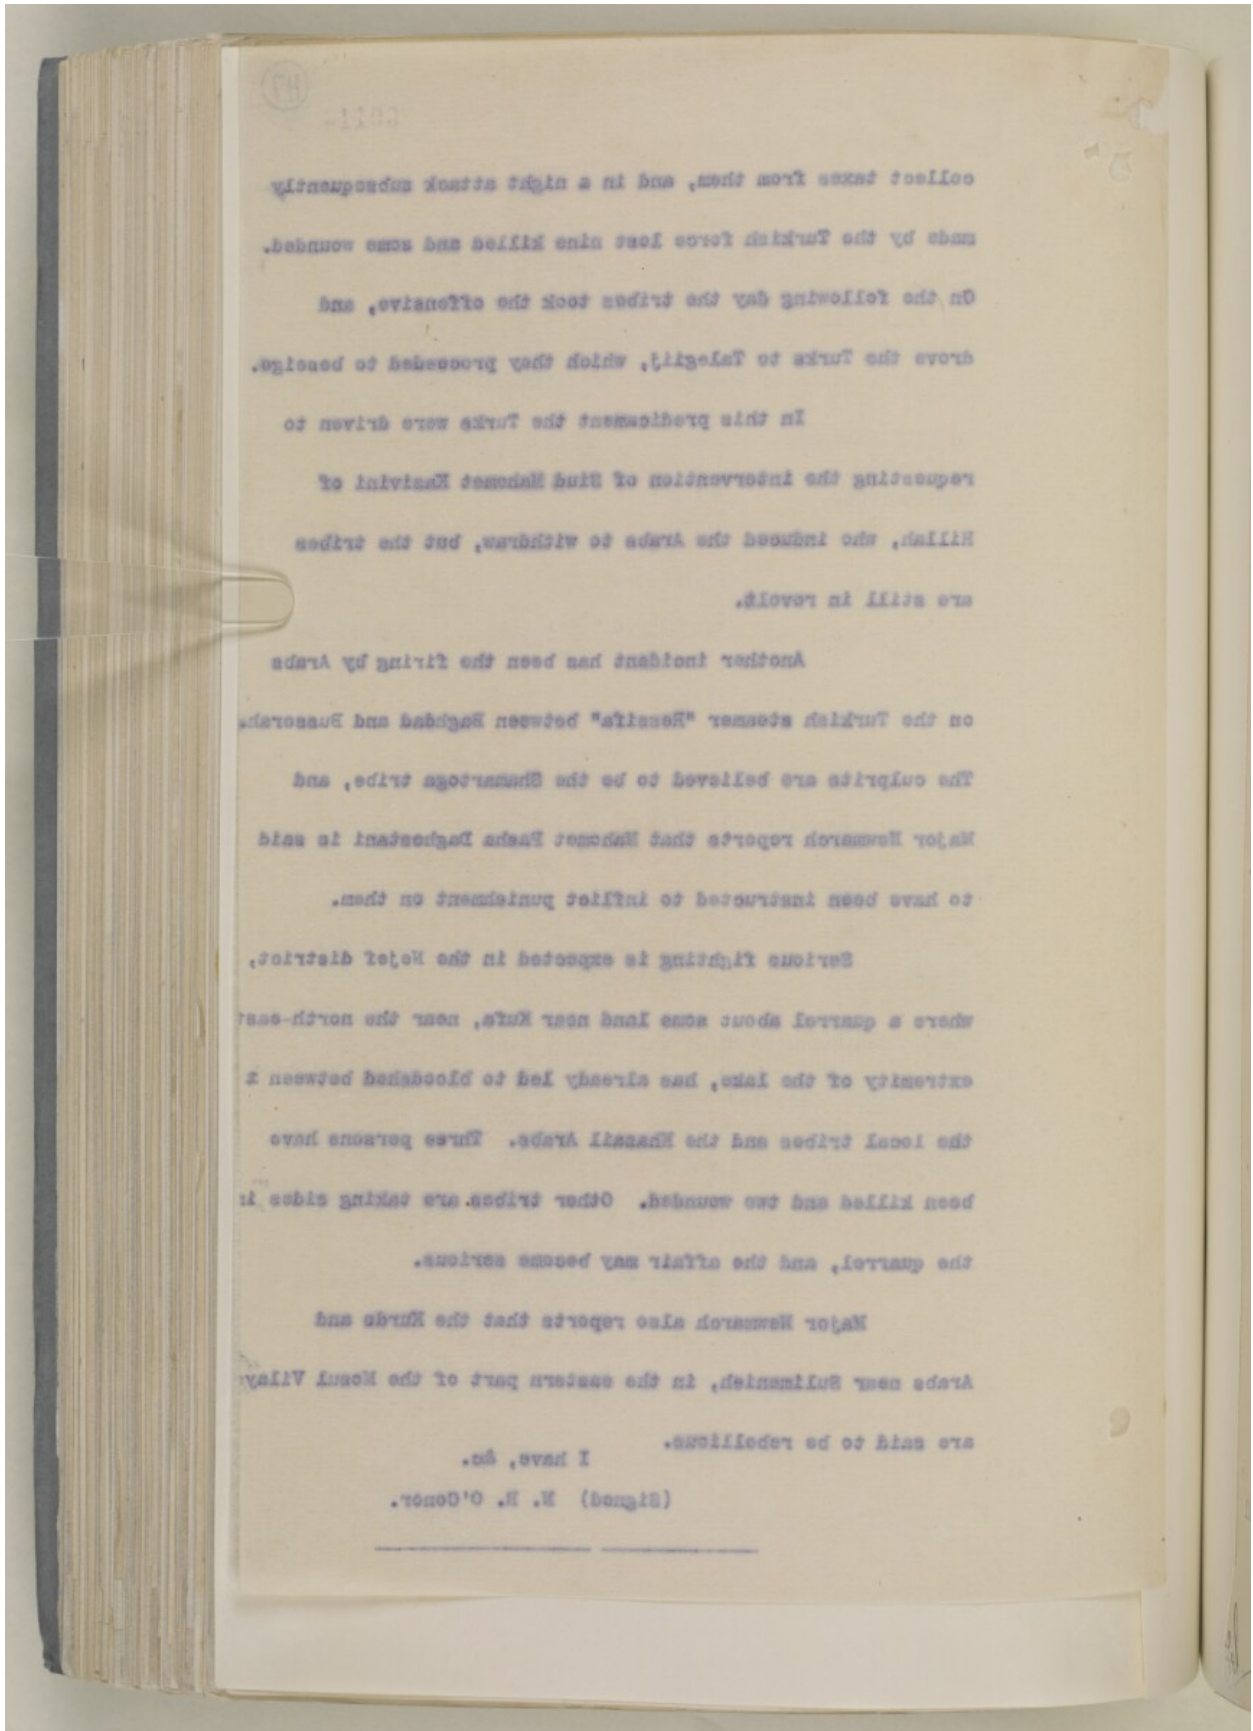 collect taxes from them, and in a night attack subsequently
made by the Turkish force lost nine killed and some wounded.
On the following day the tribes took the offensive, and
drove the Turks to Talegiij, which they proceeded to beseige.
In this predicament the Turks were driven to
requesting the intervention of Siud Mahomet Kazivini of
Hillah, who induced the Arabs to withdraw, but the tribes
are still in revolt.
Another incident has been the firing by Arabs
on the Turkish steamer "Ressifa" between Baghdad and Bussorah.
The culprits are believed to be the Shamartoga tribe, and
Major Newmarch reports that Mahomet Pasha Daghestani is said
to have been instructed to inflict punishment on them.
Serious fighting is expected in the Nejef district,
where a quarrel about some land near Kufa, near the north-east
extremity of the lake, has already led to bloodshed between
the local tribes and the Khazail Arabs. Three persons have
been killed and two wounded. Other tribes are taking sides in
the quarrel, and the affair may become serious.
Major Newmarch also reports that the Kurds and
Arabs near Sulimanieh, in the eastern part of the Mosul
are said to be rebellious.
I have, &c.
(Signed) N. R. O'Conor.